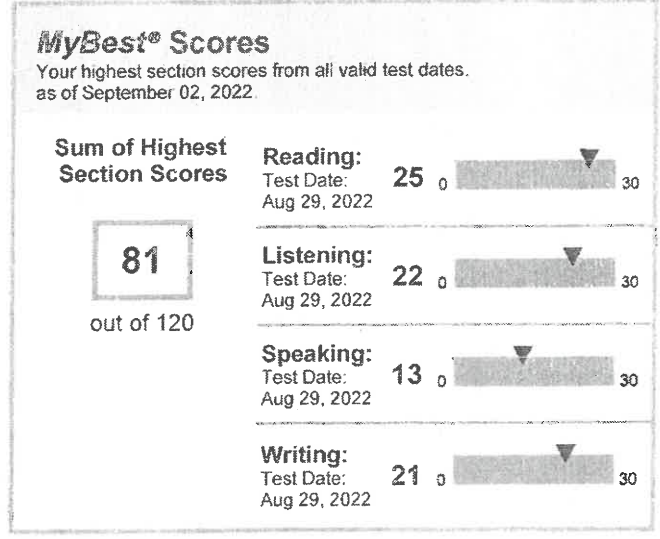 MyBest® Scores
Your highest section scores from all valid test dates.
as of September 02, 2022.
Sum of Highest
Section Scores
81
out of 120
Reading:
Test Date:
Aug 29, 2022
25
0
30
Listening:
Test Date:
Aug 29, 2022
22
0
30
Speaking:
Test Date:
Aug 29, 2022
13
0
30
Writing:
Test Date:
Aug 29, 2022
21
0
30